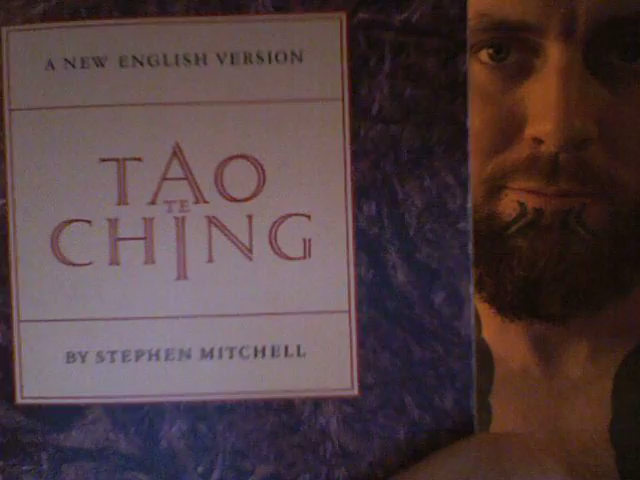 A NEW ENGLISH VERSION
TAO
TE
CHING
BY STEPHEN MITCHELL